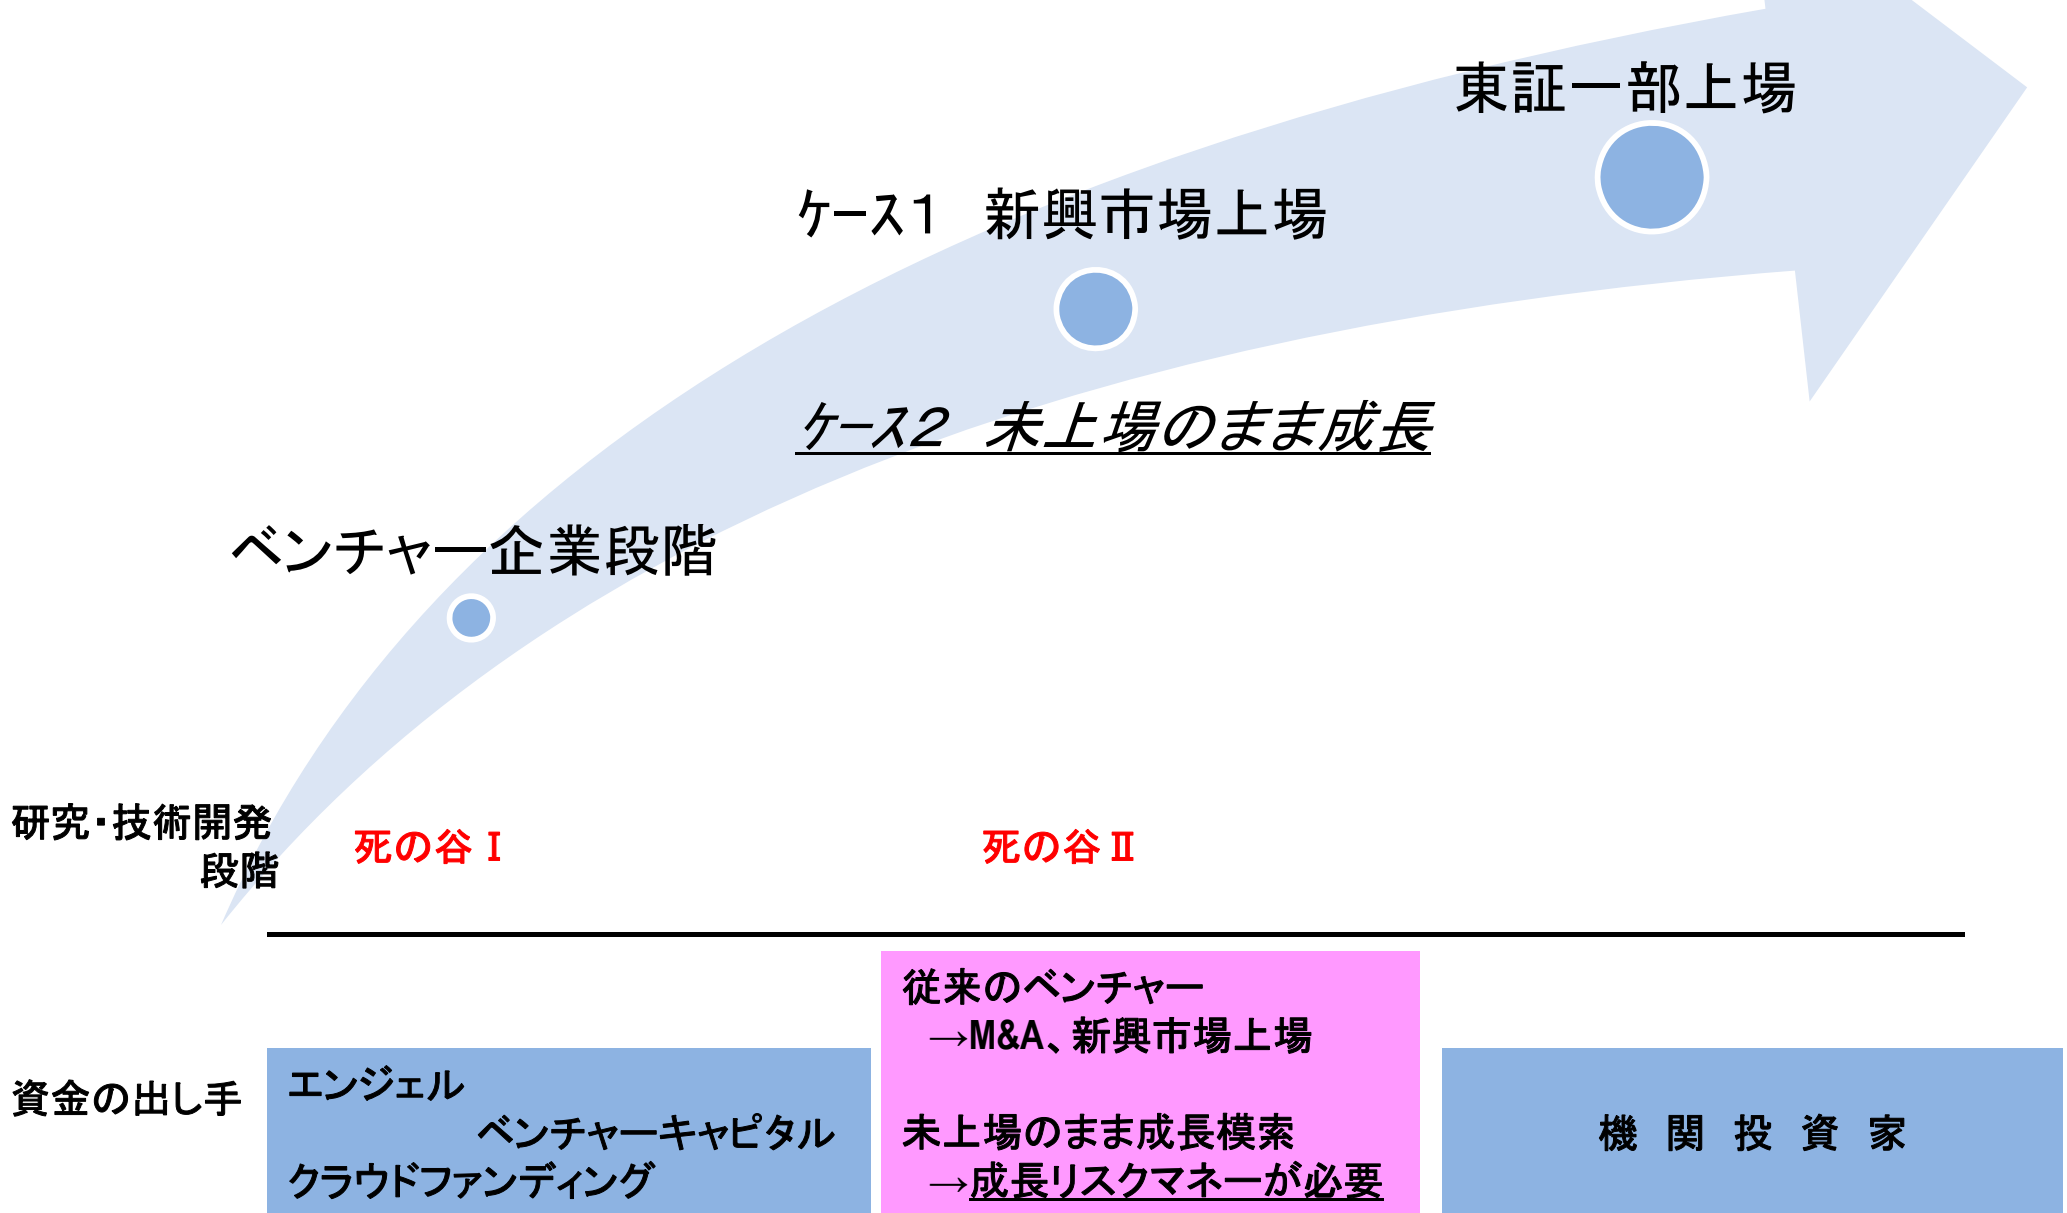 東証一部上場
ｹｰｽ１　新興市場上場
ｹｰｽ２　未上場のまま成長
ベンチャー企業段階
研究・技術開発
段階
死の谷Ⅰ
死の谷Ⅱ
資金の出し手
エンジェル
ベンチャーキャピタル
クラウドファンディング
従来のベンチャー
→M&A、新興市場上場
未上場のまま成長模索
→成長リスクマネーが必要
機　関　投　資　家